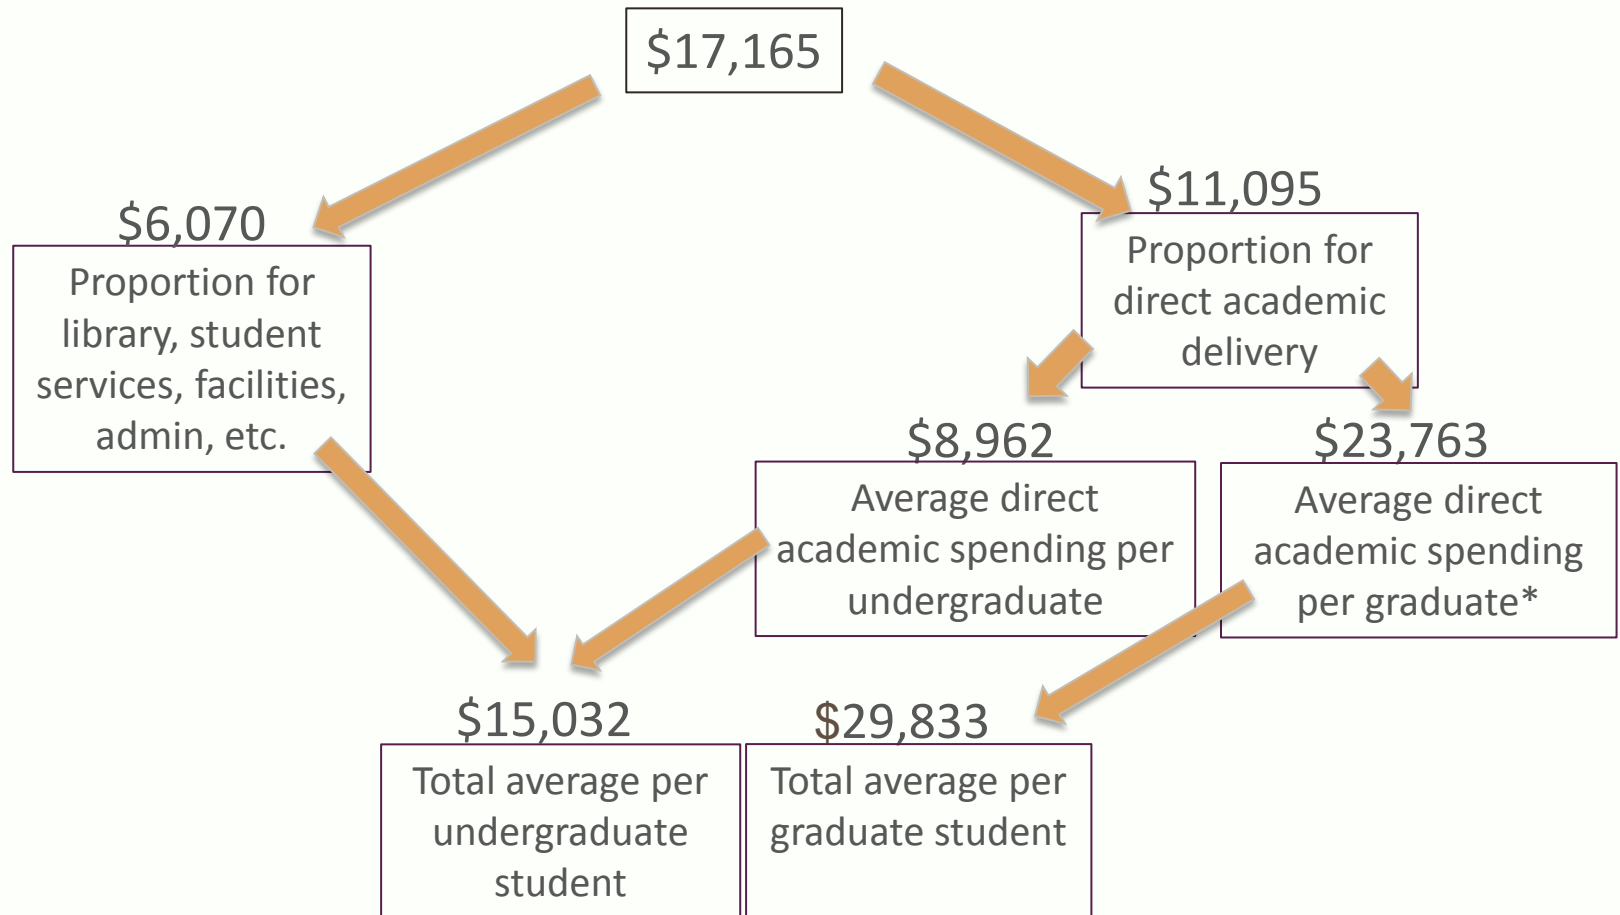 $17,165
$6,070
Proportion for
library, student
services, facilities,
admin, etc.
$11,095
Proportion for
direct academic
delivery
$8,962
Average direct
academic spending per
undergraduate
$23,763
Average direct
academic spending
per graduate*
$15,032
Total average per
undergraduate
student
$29,833
Total average per
graduate student